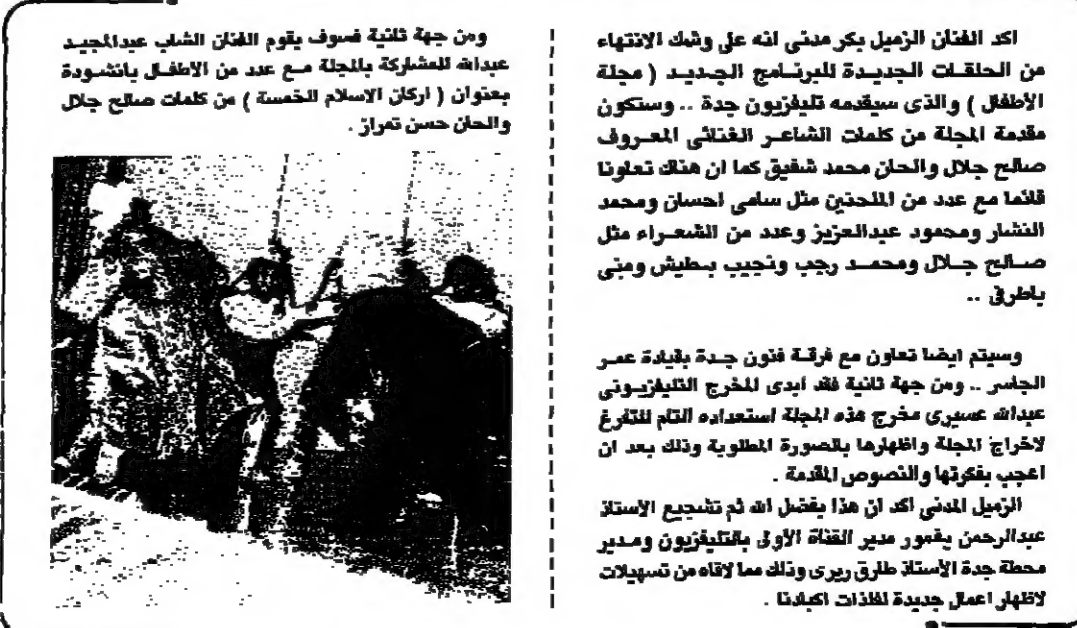 اكد الفنان الزميل بكر مدنى انه على وشك الانتهاء
من الحلقات الجديدة للبرنامج الجديد ( مجلة
الأطفال ) والذى سيقدمه تليفزيون جدة .. وستكون
مقدمة المجلة من كلمات الشاعر الغنائى المعروف
صالح جلال والحان محمد شفيق كما ان هناك تعاونا
قائما مع عدد من الملحنين مثل سامى احسان ومحمد
النشار ومحمود عبدالعزيز وعدد من الشعراء مثل
صالح جلال ومحمد رجب ونجيب بطيش ومنى
باطرفى ..
وسيتم ايضا تعاون مع فرقة فنون جدة بقيادة عمر
الجاسر .. ومن جهة ثانية فقد ابدى المخرج التليفزيونى
عبدالله عسيرى مخرج هذه المجلة استعداده التام للتفرغ
لاخراج المجلة واظهارها بالصورة المطلوبة وذلك بعد ان
اعجب بفكرتها والنصوص المقدمة .
الزميل المدنى اكد ان هذا بفضل الله ثم تشجيع الأستاذ
عبدالرحمن يغمور مدير القناة الأولى بالتليفزيون ومدير
محطة جدة الأستاذ طارق ريرى وذلك مما لاقاه من تسهيلات
لاظهار اعمال جديدة لفلذات اكبادنا .
ومن جهة ثانية فسوف يقوم الفنان الشاب عبدالمجيد
عبدالله للمشاركة بالمجلة مع عدد من الاطفال بانشودة
بعنوان ( اركان الاسلام الخمسة ) من كلمات صالح جلال
والحان حسن تمراز .